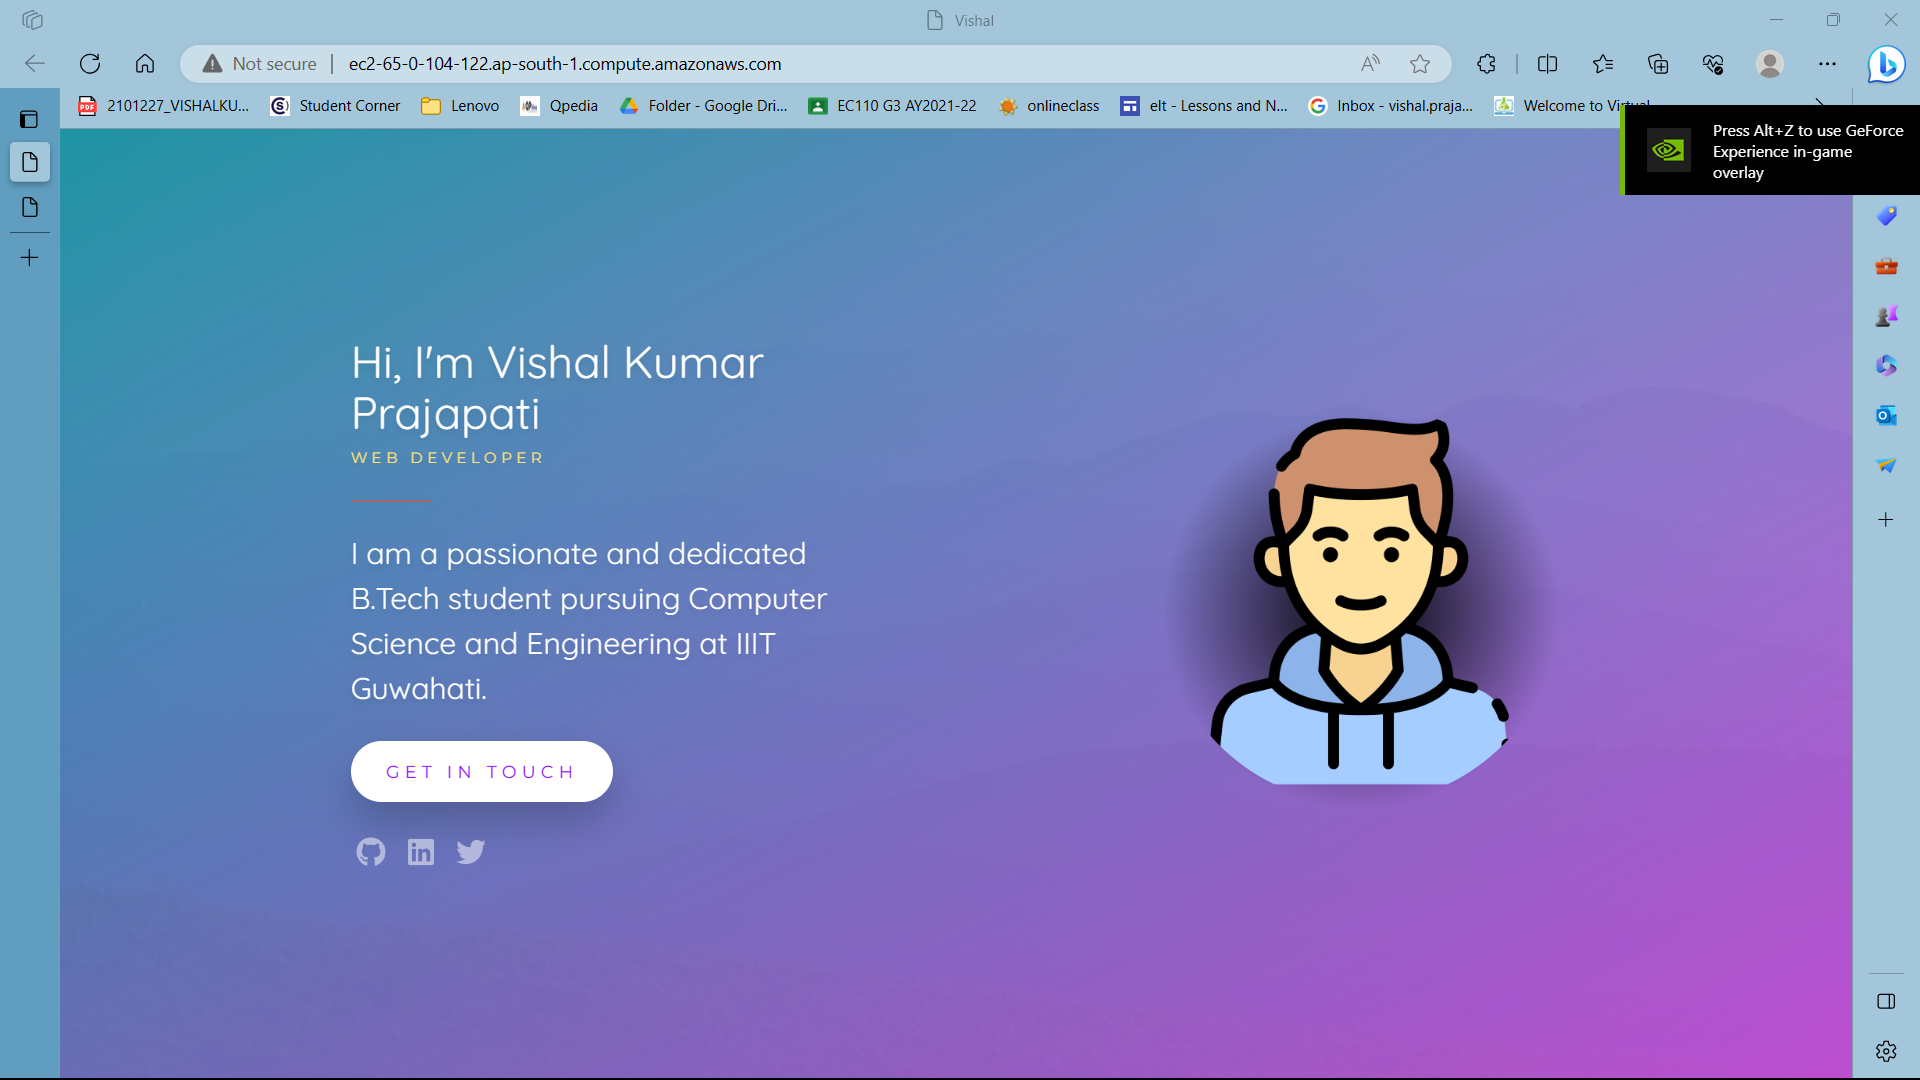 Vishal
Not secure
ec2-65-0-104-122.ap-south-1.compute.amazonaws.com
2101227_VISHALKU...
Student Corner
Lenovo
Qpedia
Folder - Google Dri...
EC110 G3 AY2021-22
onlineclass
elt - Lessons and N...
Inbox - vishal.praja...
Welcome to Virtual
Press Alt+Z to use GeForce
Experience in-game
overlay
Hi, I'm Vishal Kumar
Prajapati
WEB DEVELOPER
I am a passionate and dedicated
B.Tech student pursuing Computer
Science and Engineering at IIIT
Guwahati.
GET IN TOUCH